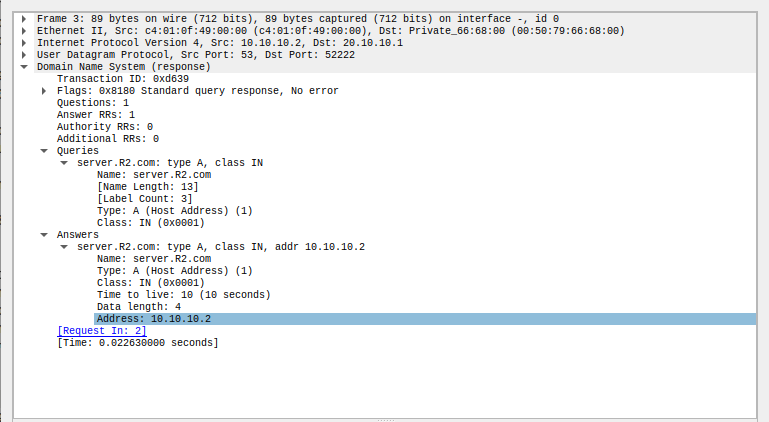 Frame 3: 89 bytes on wire (712 bits), 89 bytes captured (712 bits) on interface -, id 0
Ethernet II, Src: c4:01:0f:49:00:00 (c4:01:0f:49:00:00), Dst: Private_66:68:00 (00:50:79:66:68:00)
Internet Protocol Version 4, Src: 10.10.10.2, Dst: 20.10.10.1
User Datagram Protocol, Src Port: 53, Dst Port: 52222
Domain Name System (response)
Transaction ID: 0xd639
Flags: 0x8180 Standard query response, No error
Questions: 1
Answer RRs: 1
Authority RRs: 0
Additional RRs: 0
Queries
server.R2.com: type A, class IN
Name: server.R2.com
[Name Length: 13]
[Label Count: 3]
Type: A (Host Address) (1)
Class: IN (0x0001)
Answers
server.R2.com: type A, class IN, addr 10.10.10.2
Name: server.R2.com
Type: A (Host Address) (1)
Class: IN (0x0001)
Time to live: 10 (10 seconds)
Data length: 4
Address: 10.10.10.2
[Request In: 2]
[Time: 0.022630000 seconds]